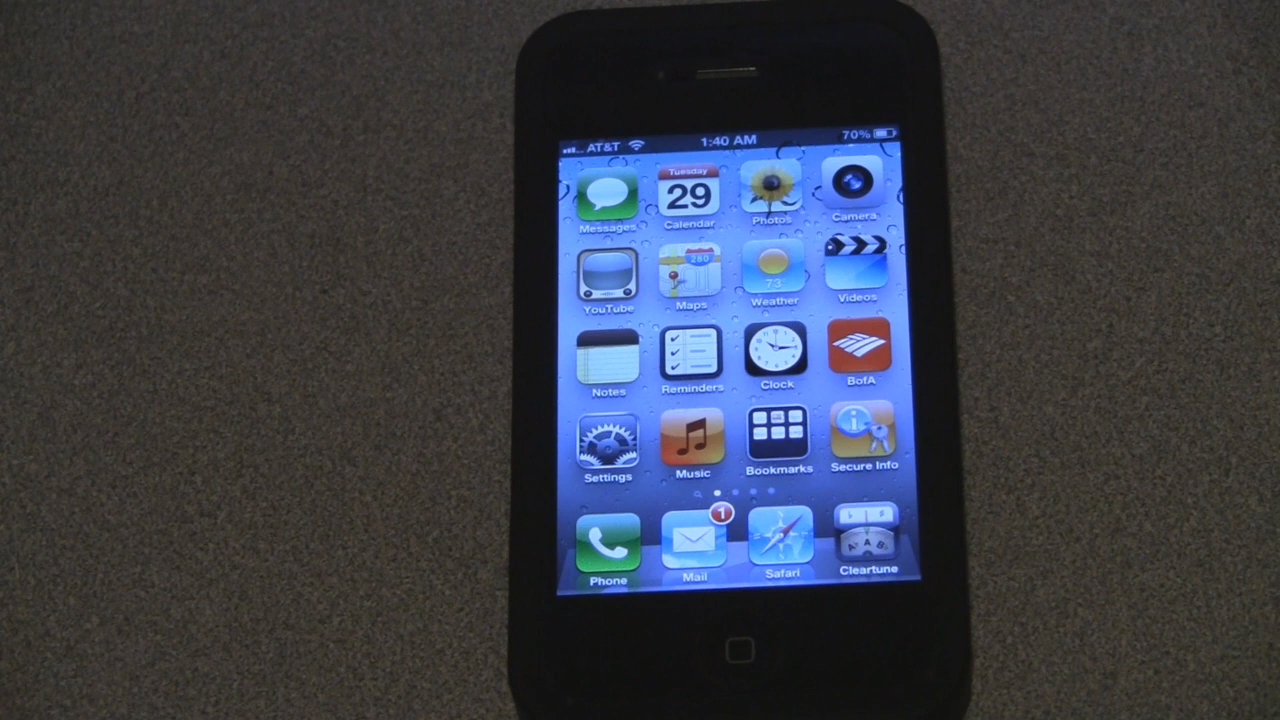 AT&T 1:40 AM 70%
Tuesday
29
Messages Calendar Photos Camera
280
73°
YouTube Maps Weather Videos
Notes Reminders Clock BofA
Settings Music Bookmarks Secure Info
1
Phone Mail Safari Cleartune